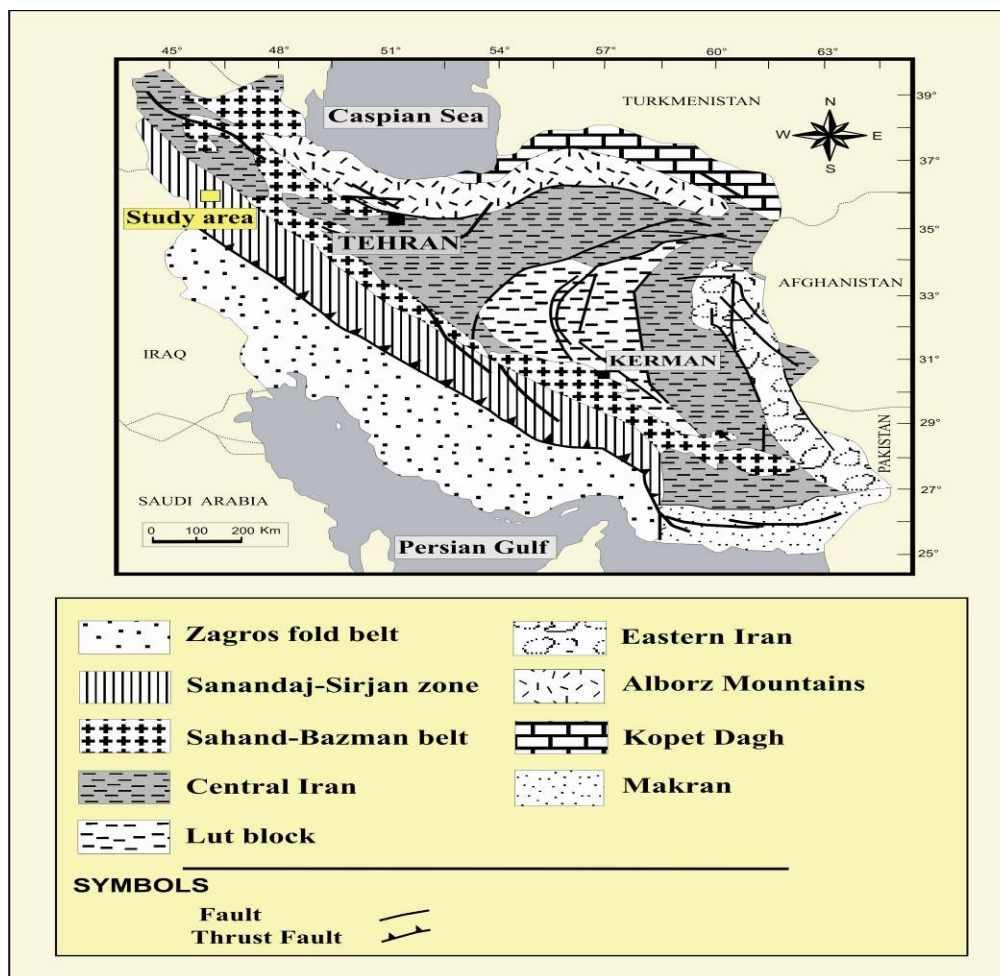 45° 48° 51° 54° 57° 60° 63°
39°
TURKMENISTAN
N
Caspian Sea
W E
S
37°
Study area
35°
TEHRAN
AFGHANISTAN
33°
IRAQ
KERMAN
31°
29°
PAKISTAN
SAUDI ARABIA
27°
0 100 200 Km
Persian Gulf
25°
Zagros fold belt
Eastern Iran
Sanandaj-Sirjan zone
Alborz Mountains
Sahand-Bazman belt
Kopet Dagh
Central Iran
Makran
Lut block
SYMBOLS
Fault
Thrust Fault